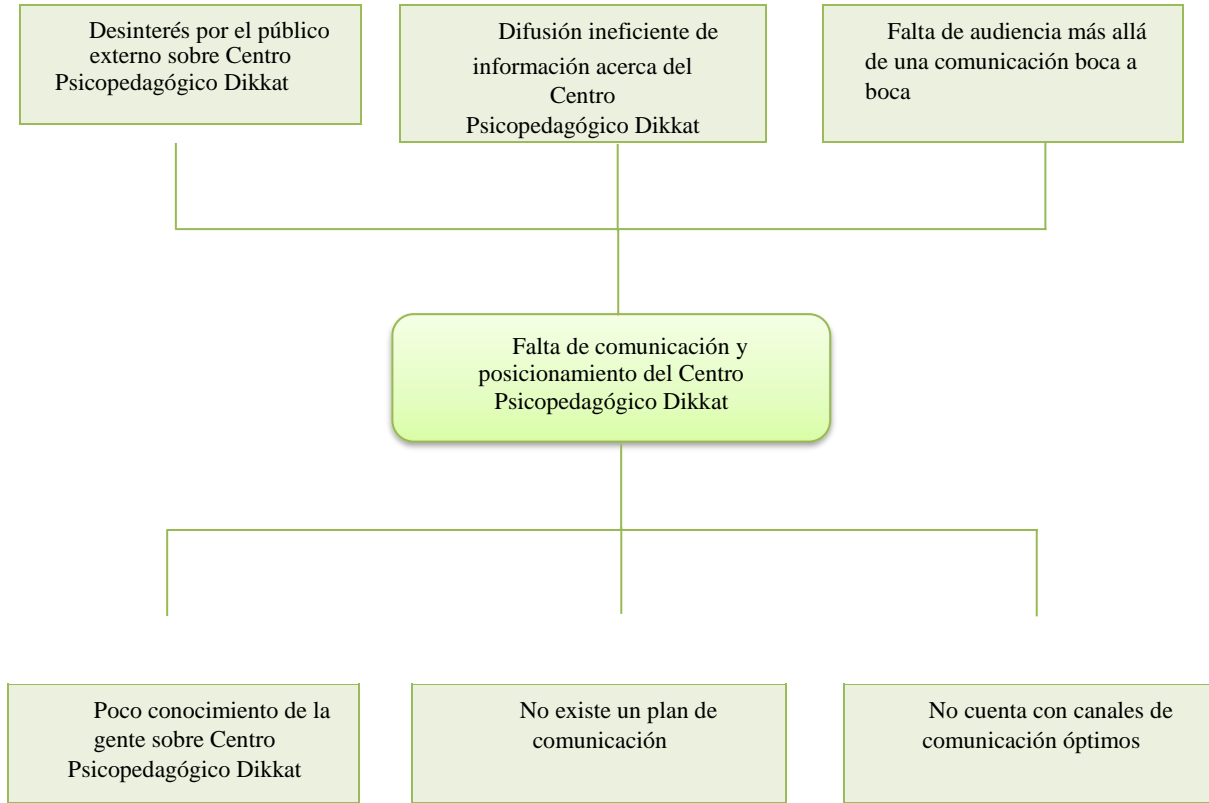 Desinterés por el público
externo sobre Centro
Psicopedagógico Dikkat
Difusión ineficiente de
información acerca del
Centro
Psicopedagógico Dikkat
Falta de audiencia más allá
de una comunicación boca a
boca
Falta de comunicación y
posicionamiento del Centro
Psicopedagógico Dikkat
Poco conocimiento de la
gente sobre Centro
Psicopedagógico Dikkat
No existe un plan de
comunicación
No cuenta con canales de
comunicación óptimos